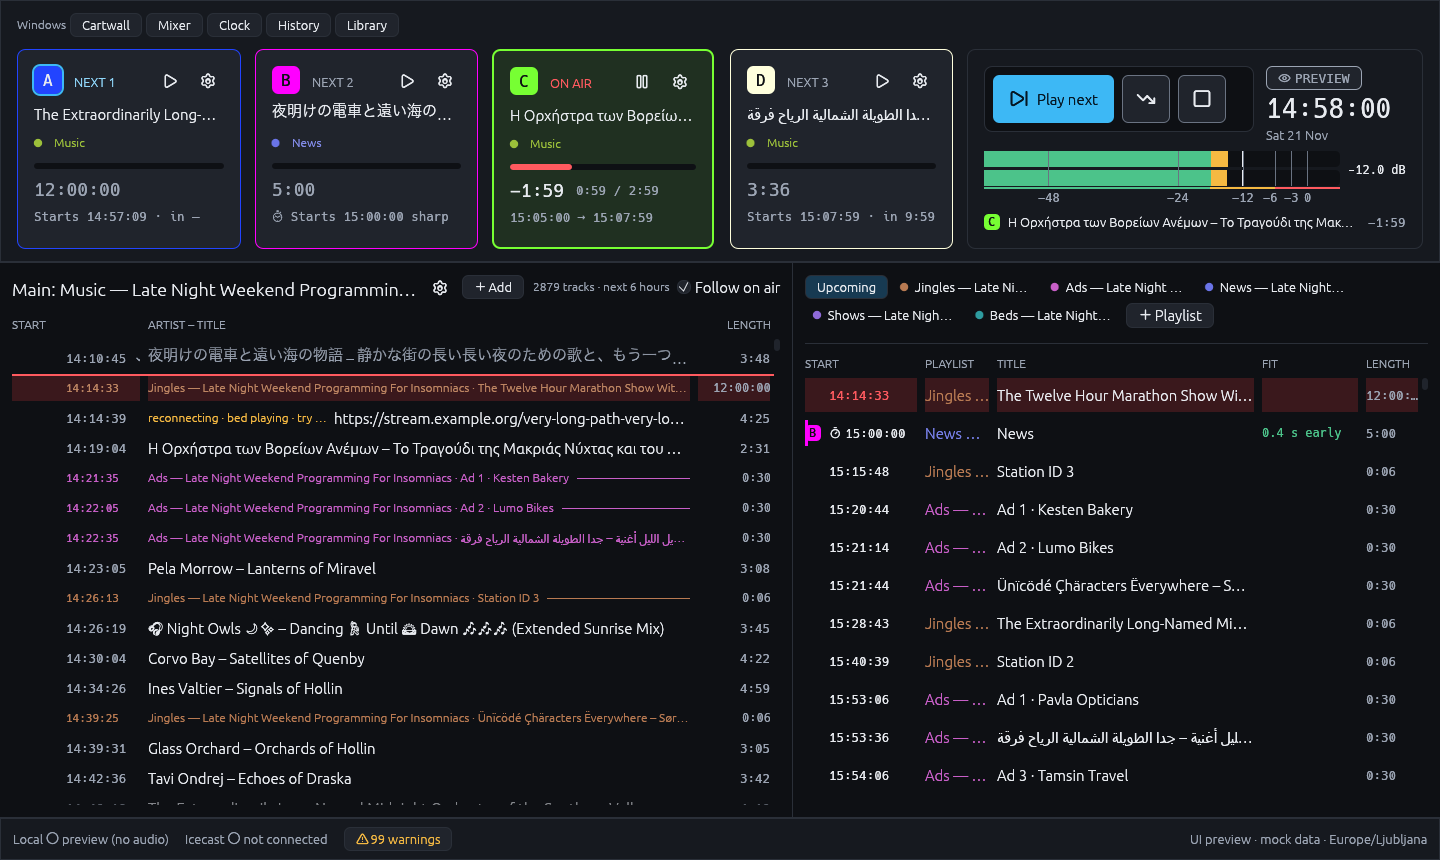 Windows Cartwall Mixer Clock History Library
A NEXT 1
The Extraordinarily Long-...
Music
12:00:00
Starts 14:57:09 · in —
B NEXT 2
夜明けの電車と遠い海の...
News
5:00
Starts 15:00:00 sharp
C ON AIR
Η Ορχήστρα των Βορείω...
Music
−1:59 0:59 / 2:59
15:05:00 → 15:07:59
D NEXT 3
جدا الطويلة الشمالية الرياح فرقة...
Music
3:36
Starts 15:07:59 · in 9:59
Play next
PREVIEW
14:58:00
Sat 21 Nov
-12.0 dB
−48 −24 −12 −6 −3 0
C Η Ορχήστρα των Βορείων Ανέμων – Το Τραγούδι της Μακ... −1:59
Main: Music — Late Night Weekend Programmin... + Add 2879 tracks · next 6 hours Follow on air
START ARTIST – TITLE LENGTH
14:10:45 夜明けの電車と遠い海の物語 – 静かな街の長い長い夜のための歌と、もう一つ... 3:48
14:14:33 Jingles — Late Night Weekend Programming For Insomniacs · The Twelve Hour Marathon Show Wit... 12:00:00
14:14:39 reconnecting · bed playing · try ... https://stream.example.org/very-long-path-very-lo... 4:25
14:19:04 Η Ορχήστρα των Βορείων Ανέμων – Το Τραγούδι της Μακριάς Νύχτας και του ... 2:31
14:21:35 Ads — Late Night Weekend Programming For Insomniacs · Ad 1 · Kesten Bakery 0:30
14:22:05 Ads — Late Night Weekend Programming For Insomniacs · Ad 2 · Lumo Bikes 0:30
14:22:35 Ads — Late Night Weekend Programming For Insomniacs · يل الليل أغنية – جدا الطويلة الشمالية الرياح فرقة... 0:30
14:23:05 Pela Morrow – Lanterns of Miravel 3:08
14:26:13 Jingles — Late Night Weekend Programming For Insomniacs · Station ID 3 0:06
14:26:19 🎧 Night Owls 🌙✨ – Dancing 💃 Until 🌅 Dawn 🎶🎶🎶 (Extended Sunrise Mix) 3:45
14:30:04 Corvo Bay – Satellites of Quenby 4:22
14:34:26 Ines Valtier – Signals of Hollin 4:59
14:39:25 Jingles — Late Night Weekend Programming For Insomniacs · Ünïcödé Çhäracters Ëverywhere – Sør... 0:06
14:39:31 Glass Orchard – Orchards of Hollin 3:05
14:42:36 Tavi Ondrej – Echoes of Draska 3:42
Upcoming Jingles — Late Ni... Ads — Late Night ... News — Late Night...
Shows — Late Nigh... Beds — Late Night... + Playlist
START PLAYLIST TITLE FIT LENGTH
14:14:33 Jingles ... The Twelve Hour Marathon Show Wi... 12:00:...
B 15:00:00 News ... News 0.4 s early 5:00
15:15:48 Jingles ... Station ID 3 0:06
15:20:44 Ads — ... Ad 1 · Kesten Bakery 0:30
15:21:14 Ads — ... Ad 2 · Lumo Bikes 0:30
15:21:44 Ads — ... Ünïcödé Çhäracters Ëverywhere – S... 0:30
15:28:43 Jingles ... The Extraordinarily Long-Named Mi... 0:06
15:40:39 Jingles ... Station ID 2 0:06
15:53:06 Ads — ... Ad 1 · Pavla Opticians 0:30
15:53:36 Ads — ... لليل أغنية – جدا الطويلة الشمالية الرياح فرقة... 0:30
15:54:06 Ads — ... Ad 3 · Tamsin Travel 0:30
Local preview (no audio) Icecast not connected 99 warnings UI preview · mock data · Europe/Ljubljana